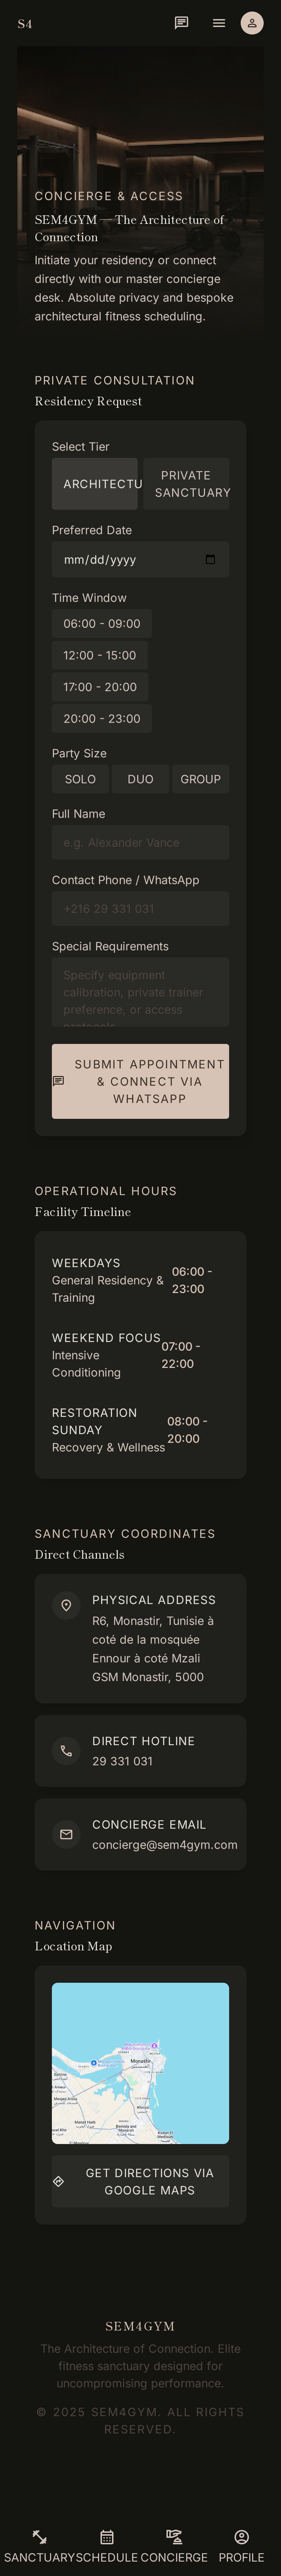 S4
CONCIERGE & ACCESS
SEM4GYM — The Architecture of
Connection
Initiate your residency or connect
directly with our master concierge
desk. Absolute privacy and bespoke
architectural fitness scheduling.
PRIVATE CONSULTATION
Residency Request
Select Tier
ARCHITECTU
PRIVATE
SANCTUARY
Preferred Date
mm/dd/yyyy
Time Window
06:00 - 09:00
12:00 - 15:00
17:00 - 20:00
20:00 - 23:00
Party Size
SOLO DUO GROUP
Full Name
e.g. Alexander Vance
Contact Phone / WhatsApp
+216 29 331 031
Special Requirements
Specify equipment
calibration, private trainer
preference, or access
protocols.
SUBMIT APPOINTMENT
& CONNECT VIA
WHATSAPP
OPERATIONAL HOURS
Facility Timeline
WEEKDAYS
General Residency &
Training
06:00 -
23:00
WEEKEND FOCUS
Intensive
Conditioning
07:00 -
22:00
RESTORATION
SUNDAY
Recovery & Wellness
08:00 -
20:00
SANCTUARY COORDINATES
Direct Channels
PHYSICAL ADDRESS
R6, Monastir, Tunisie à
coté de la mosquée
Ennour à coté Mzali
GSM Monastir, 5000
DIRECT HOTLINE
29 331 031
CONCIERGE EMAIL
concierge@sem4gym.com
NAVIGATION
Location Map
Monastir
GET DIRECTIONS VIA
GOOGLE MAPS
SEM4GYM
The Architecture of Connection. Elite
fitness sanctuary designed for
uncompromising performance.
© 2025 SEM4GYM. ALL RIGHTS
RESERVED.
SANCTUARY SCHEDULE CONCIERGE PROFILE